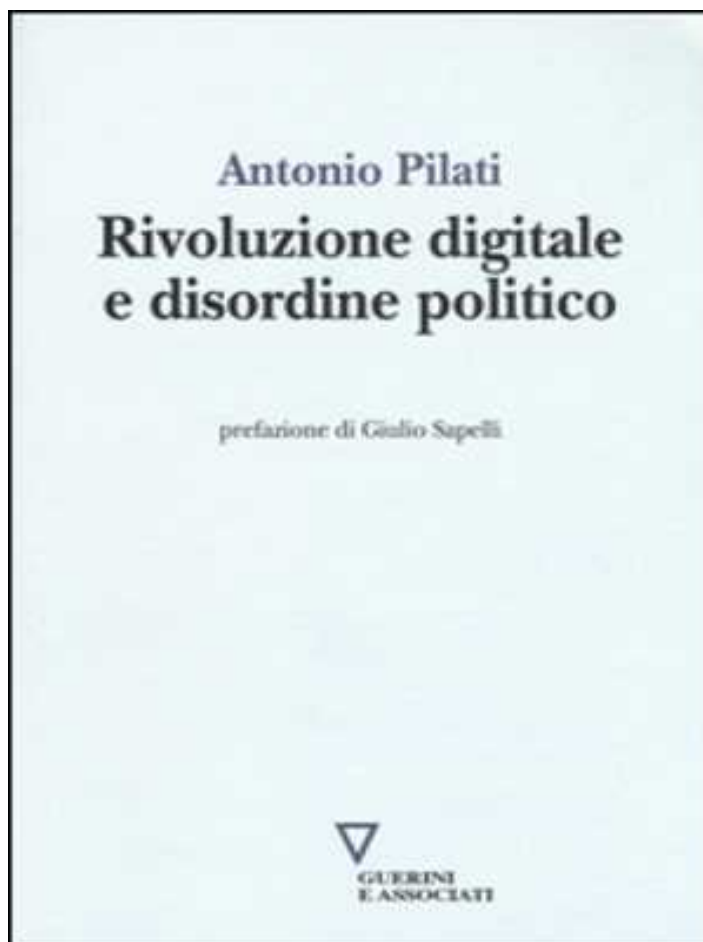 Antonio Pilati
Rivoluzione digitale
e disordine politico
prefazione di Giulio Sapelli
GUERINI
E ASSOCIATI